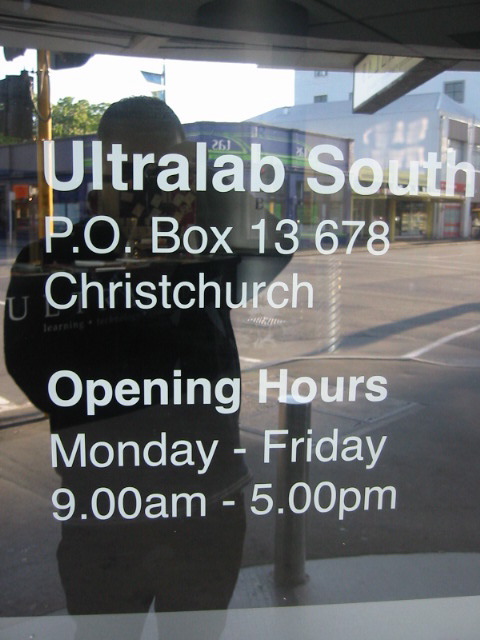 Ultralab South
P.O. Box 13 678
Christchurch
Opening Hours
Monday - Friday
9.00am - 5.00pm